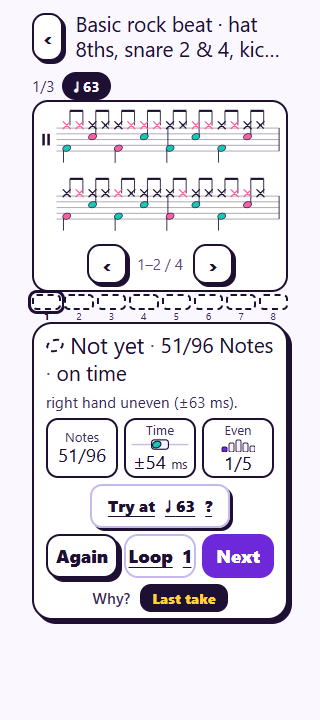 Basic rock beat · hat
8ths, snare 2 & 4, kic…
1/3 ♩ 63
1–2 / 4
1 2 3 4 5 6 7 8
Not yet · 51/96 Notes
· on time
right hand uneven (±63 ms).
Notes Time Even
51/96 ±54 ms 1/5
Try at ♩ 63 ?
Again Loop 1 Next
Why? Last take